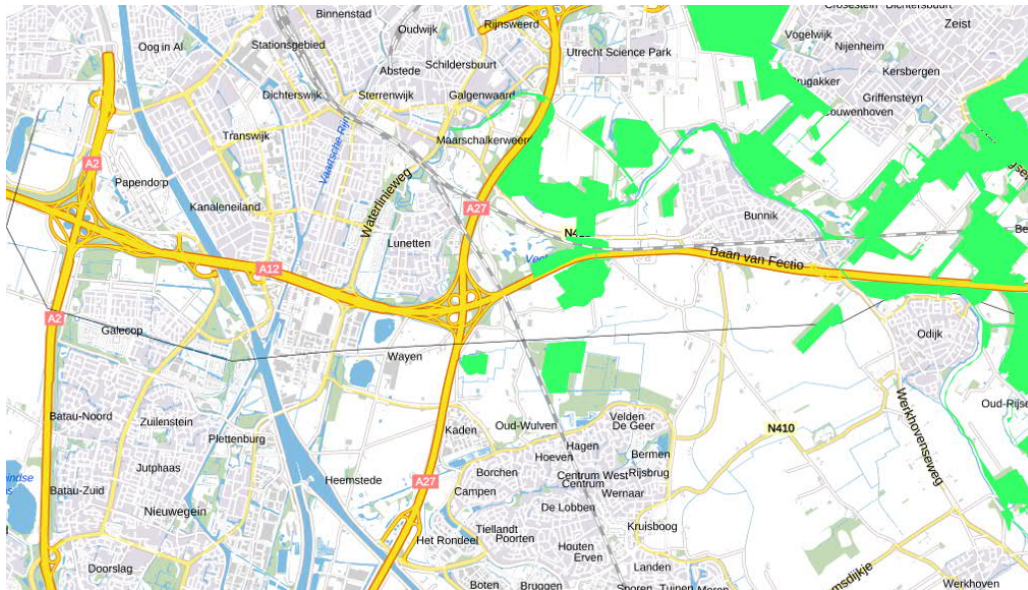 Binnenstad
Rijnsweerd
Zeist
Oudwijk
Vogelwijk
Oog in Al
Stationsgebied
Utrecht Science Park
Nijenheim
Abstede
Schildersbuurt
Kersbergen
Dichterswijk
Sterrenwijk
Galgenwaard
Griffensteyn
Transwijk
Vaartsche Rijn
A2
Papendorp
Waterlinieweg
Kanaleneiland
A27
Bunnik
Lunetten
Daan van Fectio
A12
A2
Galecop
Odijk
Wayen
Batau-Noord
Zuilenstein
Velden
De Geer
Kaden
Oud-Wulven
N410
Werkhovenseweg
Plettenburg
Hagen
Hoeven
Bermen
Jutphaas
Borchen
Centrum West
Rijsbrug
Heemstede
A27
Centrum
Batau-Zuid
Campen
Wernaar
De Lobben
Nieuwegein
Kruisboog
Tiellandt
Poorten
Het Rondeel
Houten
Erven
Landen
Doorslag
Boten
Bruggen
Werkhoven